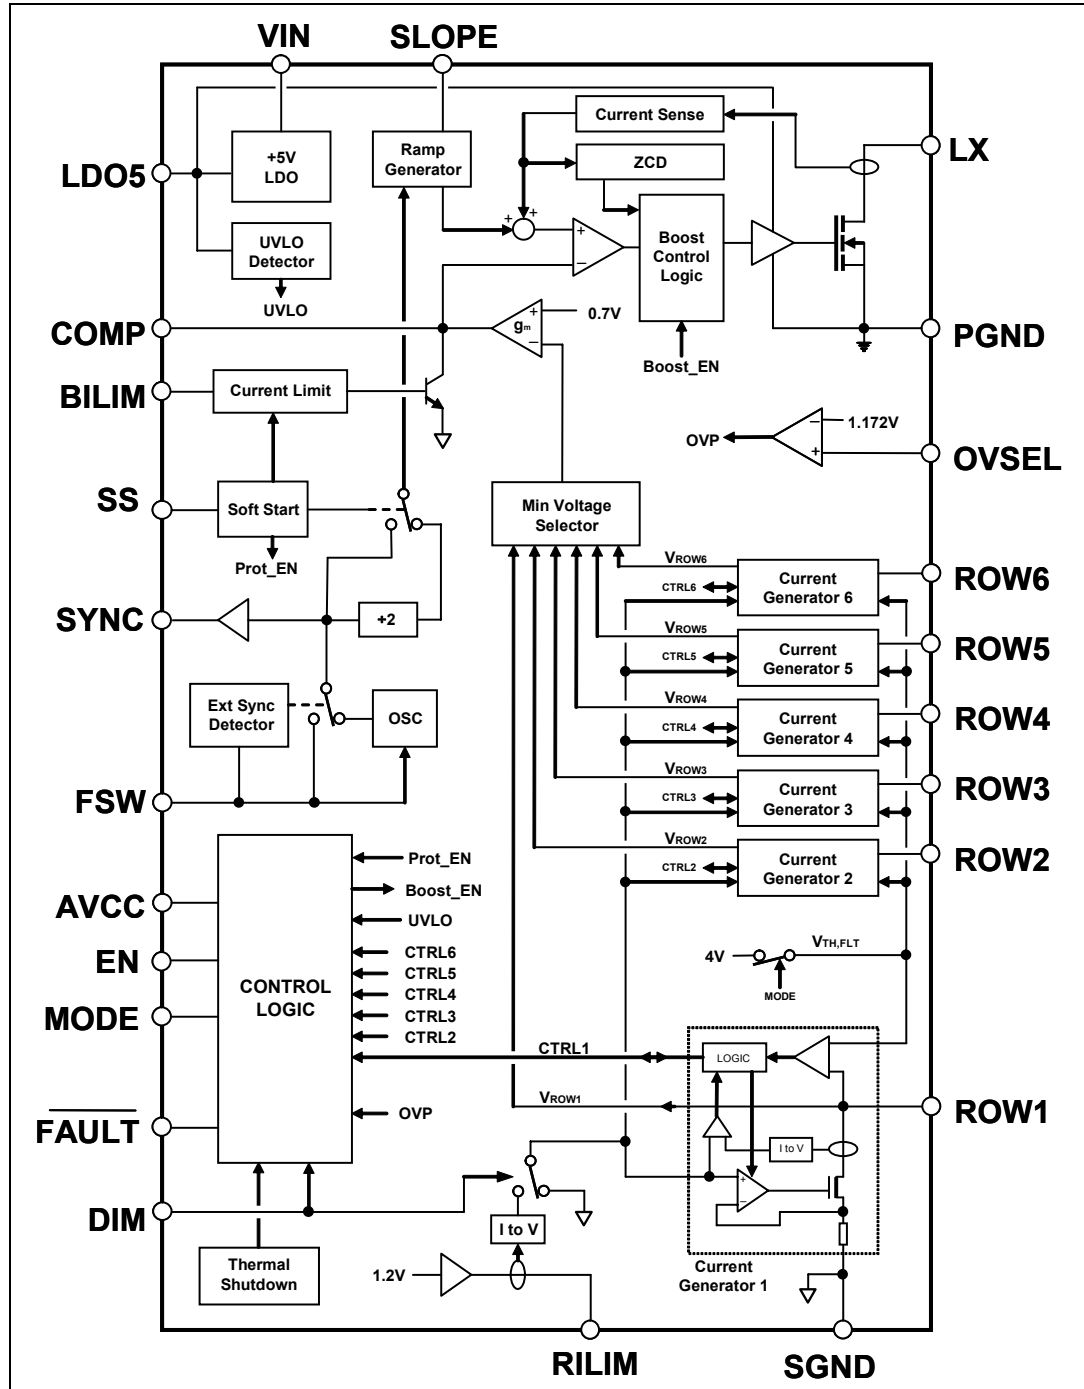 VIN
SLOPE
LDO5
+5V
LDO
Ramp
Generator
Current Sense
ZCD
LX
UVLO
Detector
UVLO
+
+
+
−
Boost
Control
Logic
COMP
gm
+
−
0.7V
Boost_EN
PGND
BILIM
Current Limit
OVP
−
+
1.172V
OVSEL
SS
Soft Start
Prot_EN
Min Voltage
Selector
SYNC
+2
VROW6
CTRL6
Current
Generator 6
ROW6
VROW5
CTRL5
Current
Generator 5
ROW5
Ext Sync
Detector
OSC
VROW4
CTRL4
Current
Generator 4
ROW4
FSW
VROW3
CTRL3
Current
Generator 3
ROW3
VROW2
CTRL2
Current
Generator 2
ROW2
AVCC
EN
MODE
FAULT
DIM
CONTROL
LOGIC
Prot_EN
Boost_EN
UVLO
CTRL6
CTRL5
CTRL4
CTRL3
CTRL2
CTRL1
OVP
4V
VTH,FLT
MODE
LOGIC
VROW1
ROW1
I to V
+
−
I to V
Thermal
Shutdown
1.2V
Current
Generator 1
RILIM
SGND